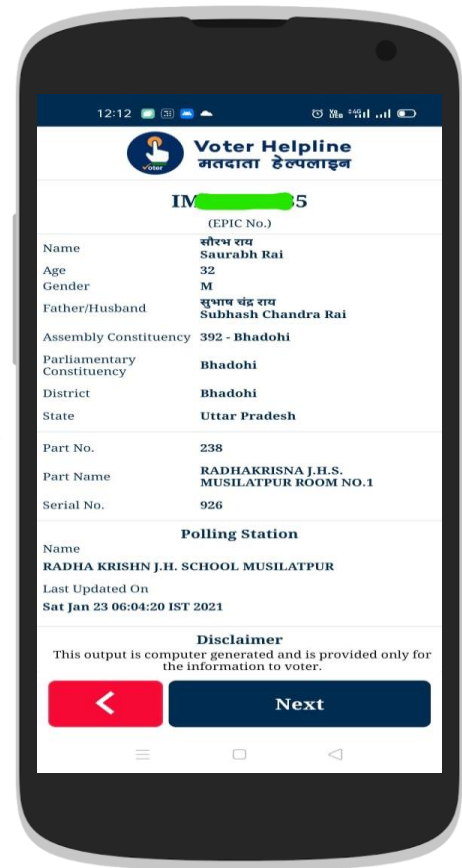 12:12
Voter Helpline
मतदाता हेल्पलाइन
Voter
IM 35
(EPIC No.)
Name सौरभ राय
Saurabh Rai
Age 32
Gender M
Father/Husband सुभाष चंद्र राय
Subhash Chandra Rai
Assembly Constituency 392 - Bhadohi
Parliamentary Constituency Bhadohi
District Bhadohi
State Uttar Pradesh
Part No. 238
Part Name RADHAKRISNA J.H.S.
MUSILATPUR ROOM NO.1
Serial No. 926
Polling Station
Name
RADHA KRISHN J.H. SCHOOL MUSILATPUR
Last Updated On
Sat Jan 23 06:04:20 IST 2021
Disclaimer
This output is computer generated and is provided only for
the information to voter.
Next